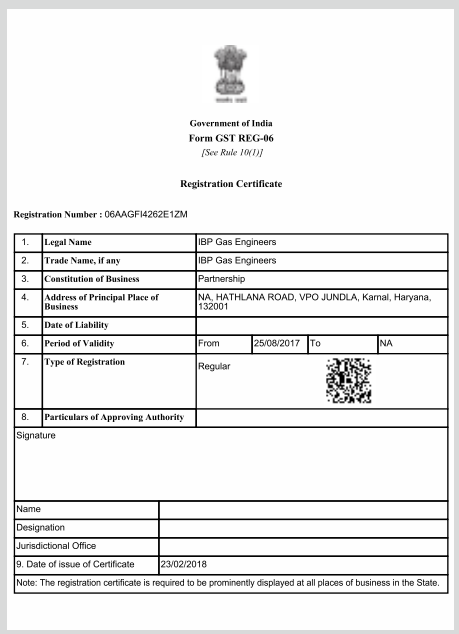 Government of India
Form GST REG-06
[See Rule 10(1)]
Registration Certificate
Registration Number : 06AAGFI4262E1ZM
1. Legal Name IBP Gas Engineers
2. Trade Name, if any IBP Gas Engineers
3. Constitution of Business Partnership
4. Address of Principal Place of NA, HATHLANA ROAD, VPO JUNDLA, Karnal, Haryana,
Business 132001
5. Date of Liability
6. Period of Validity From 25/08/2017 To NA
7. Type of Registration Regular
8. Particulars of Approving Authority
Signature
Name
Designation
Jurisdictional Office
9. Date of issue of Certificate 23/02/2018
Note: The registration certificate is required to be prominently displayed at all places of business in the State.